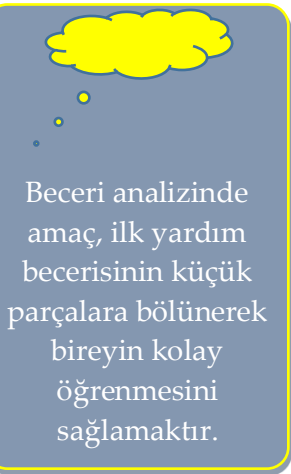 Beceri analizinde
amaç, ilk yardım
becerisinin küçük
parçalara bölünerek
bireyin kolay
öğrenmesini
sağlamaktır.